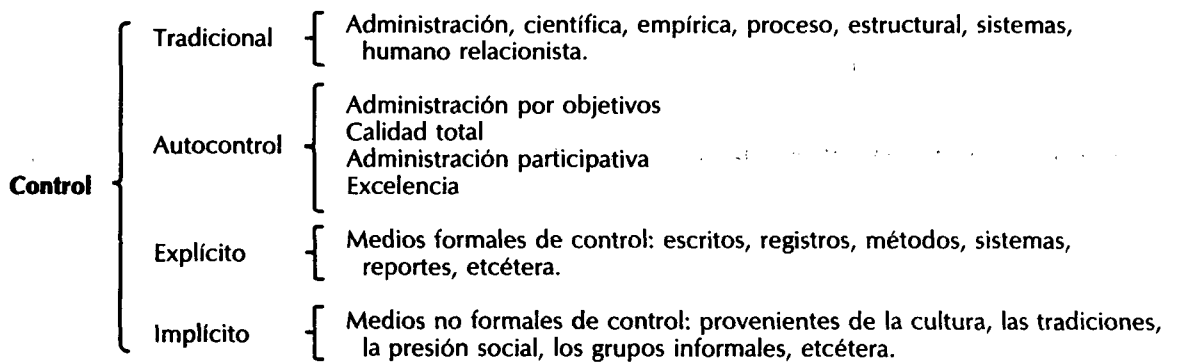 Tradicional
Administración, científica, empírica, proceso, estructural, sistemas,
humano relacionista.
Autocontrol
Administración por objetivos
Calidad total
Administración participativa
Excelencia
Control
Explícito
Medios formales de control: escritos, registros, métodos, sistemas,
reportes, etcétera.
Implícito
Medios no formales de control: provenientes de la cultura, las tradiciones,
la presión social, los grupos informales, etcétera.